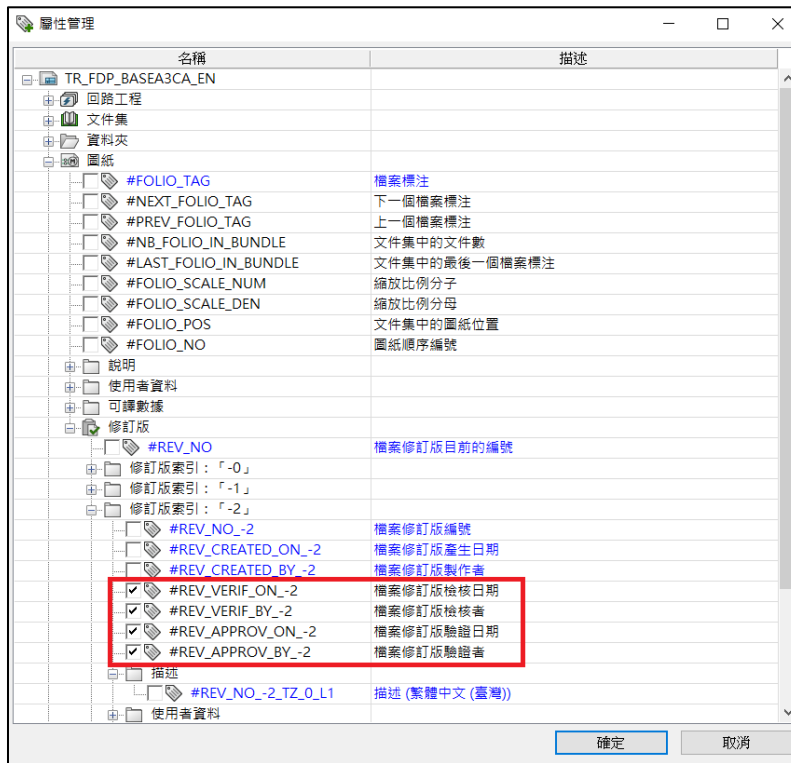 屬性管理
名稱 描述
TR_FDP_BASEA3CA_EN
回路工程
文件集
資料夾
圖紙
#FOLIO_TAG 檔案標注
#NEXT_FOLIO_TAG 下一個檔案標注
#PREV_FOLIO_TAG 上一個檔案標注
#NB_FOLIO_IN_BUNDLE 文件集中的文件數
#LAST_FOLIO_IN_BUNDLE 文件集中的最後一個檔案標注
#FOLIO_SCALE_NUM 縮放比例分子
#FOLIO_SCALE_DEN 縮放比例分母
#FOLIO_POS 文件集中的圖紙位置
#FOLIO_NO 圖紙順序編號
說明
使用者資料
可譯數據
修訂版
#REV_NO 檔案修訂版目前的編號
修訂版索引：「-0」
修訂版索引：「-1」
修訂版索引：「-2」
#REV_NO_-2 檔案修訂版編號
#REV_CREATED_ON_-2 檔案修訂版產生日期
#REV_CREATED_BY_-2 檔案修訂版製作者
#REV_VERIF_ON_-2 檔案修訂版檢核日期
#REV_VERIF_BY_-2 檔案修訂版檢核者
#REV_APPROV_ON_-2 檔案修訂版驗證日期
#REV_APPROV_BY_-2 檔案修訂版驗證者
描述
#REV_NO_-2_TZ_0_L1 描述 (繁體中文 (臺灣))
使用者資料
確定 取消